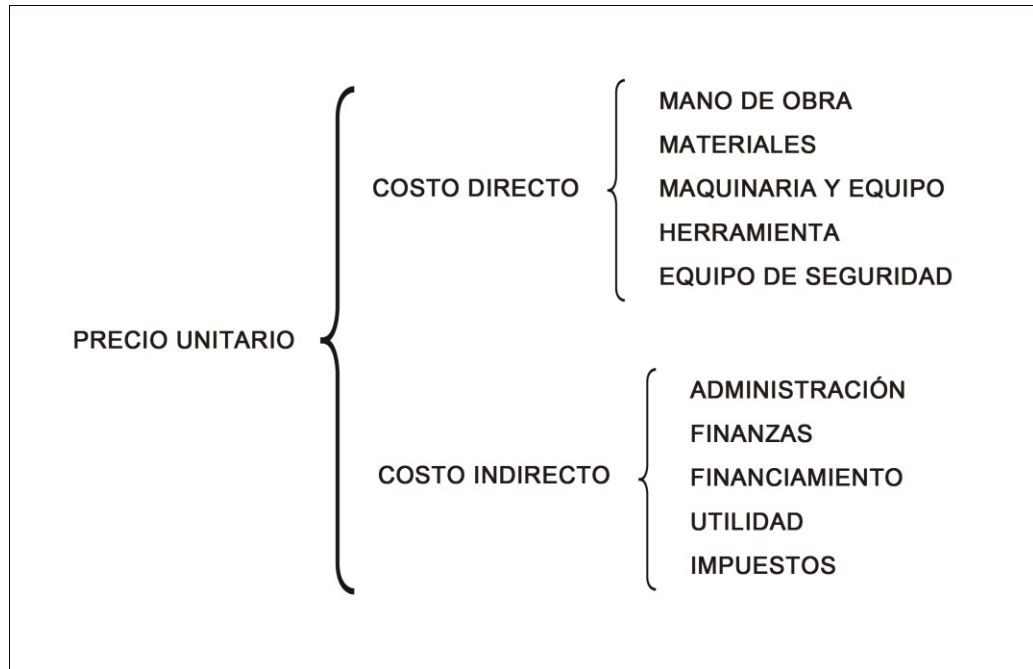 PRECIO UNITARIO
COSTO DIRECTO
MANO DE OBRA
MATERIALES
MAQUINARIA Y EQUIPO
HERRAMIENTA
EQUIPO DE SEGURIDAD
COSTO INDIRECTO
ADMINISTRACIÓN
FINANZAS
FINANCIAMIENTO
UTILIDAD
IMPUESTOS